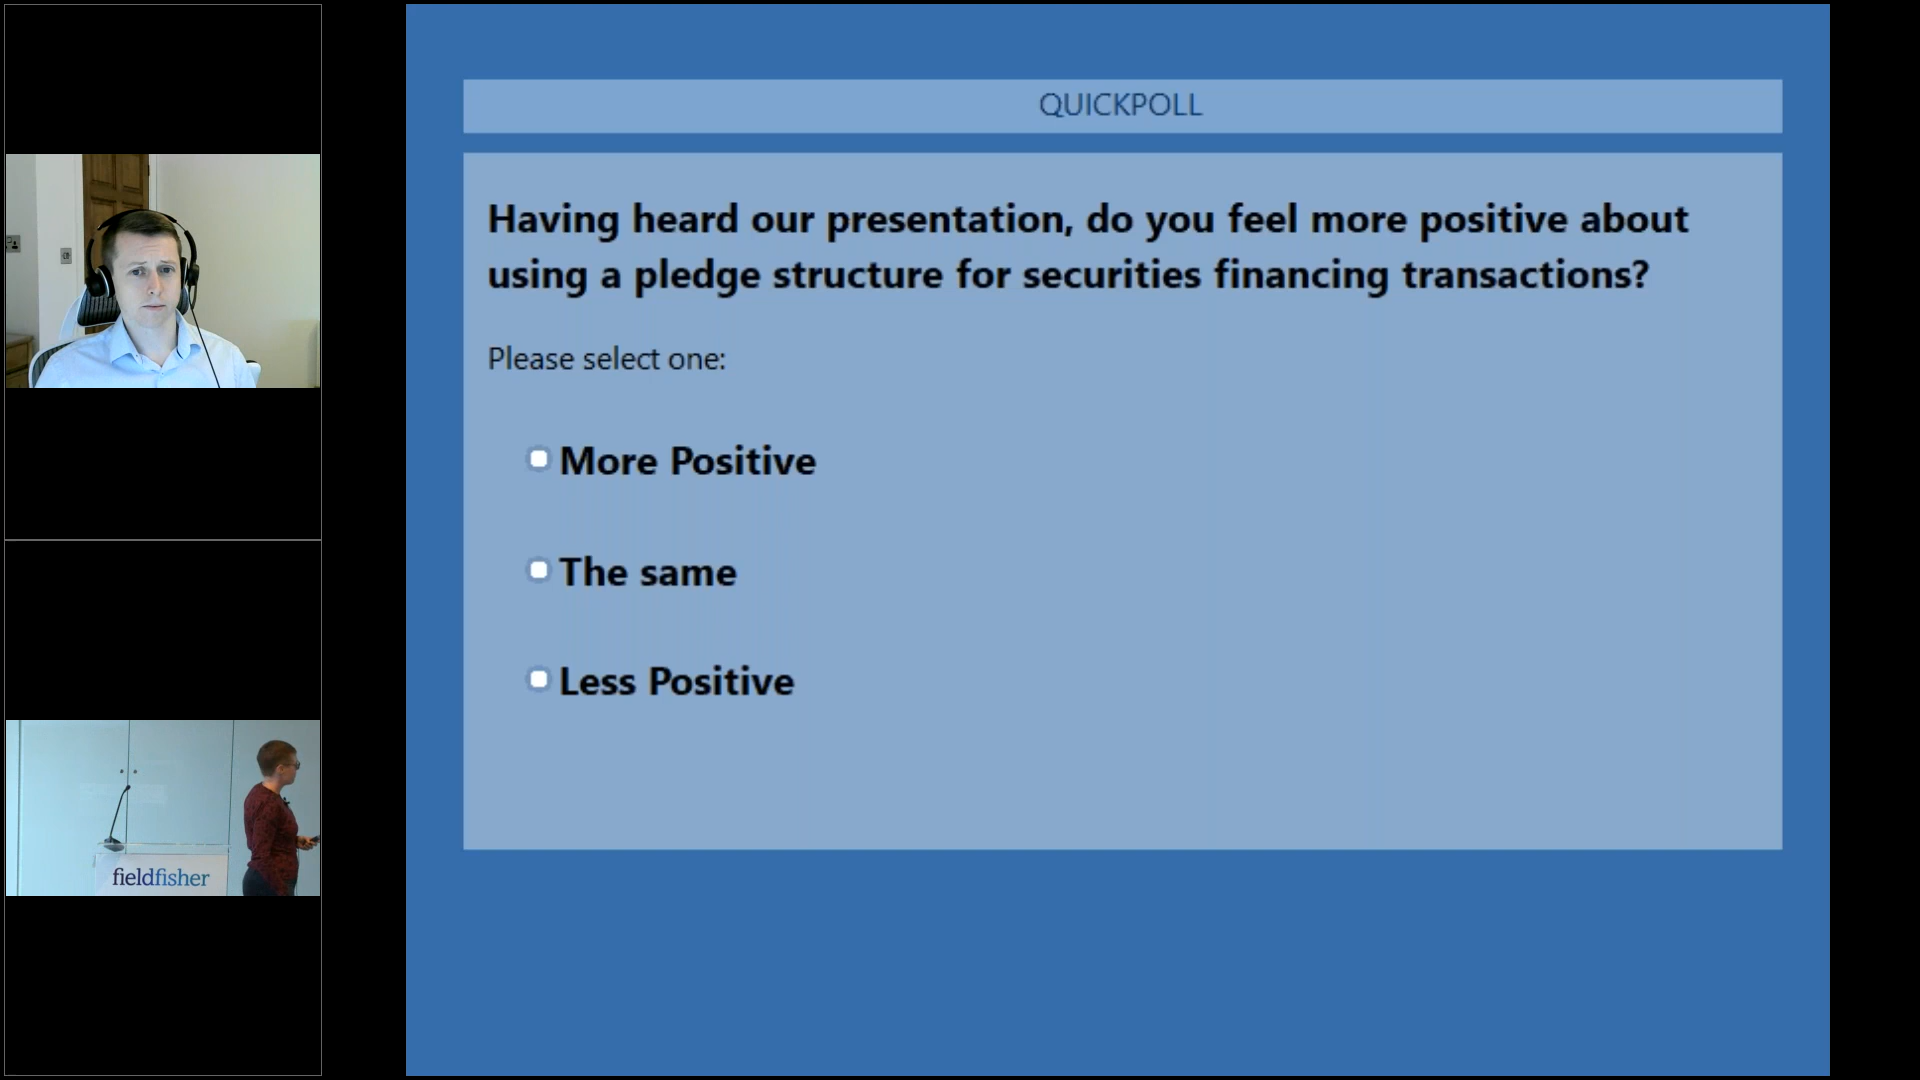 QUICKPOLL
Having heard our presentation, do you feel more positive about
using a pledge structure for securities financing transactions?
Please select one:
More Positive
The same
Less Positive
fieldfisher